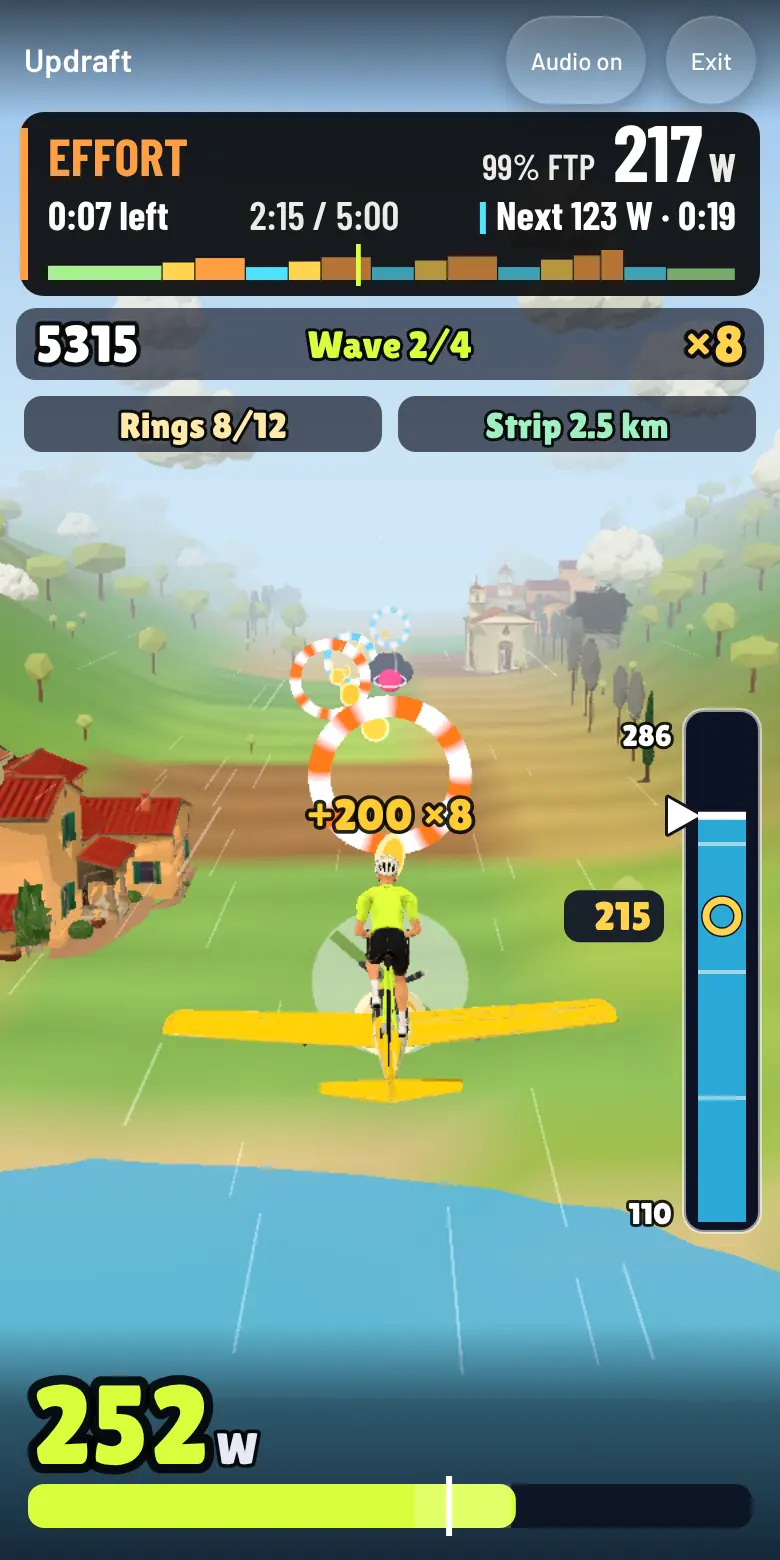 Updraft
Audio on
Exit
EFFORT
99% FTP 217 W
0:07 left
2:15 / 5:00
Next 123 W · 0:19
5315
Wave 2/4
×8
Rings 8/12
Strip 2.5 km
286
+200 ×8
215
110
252 W